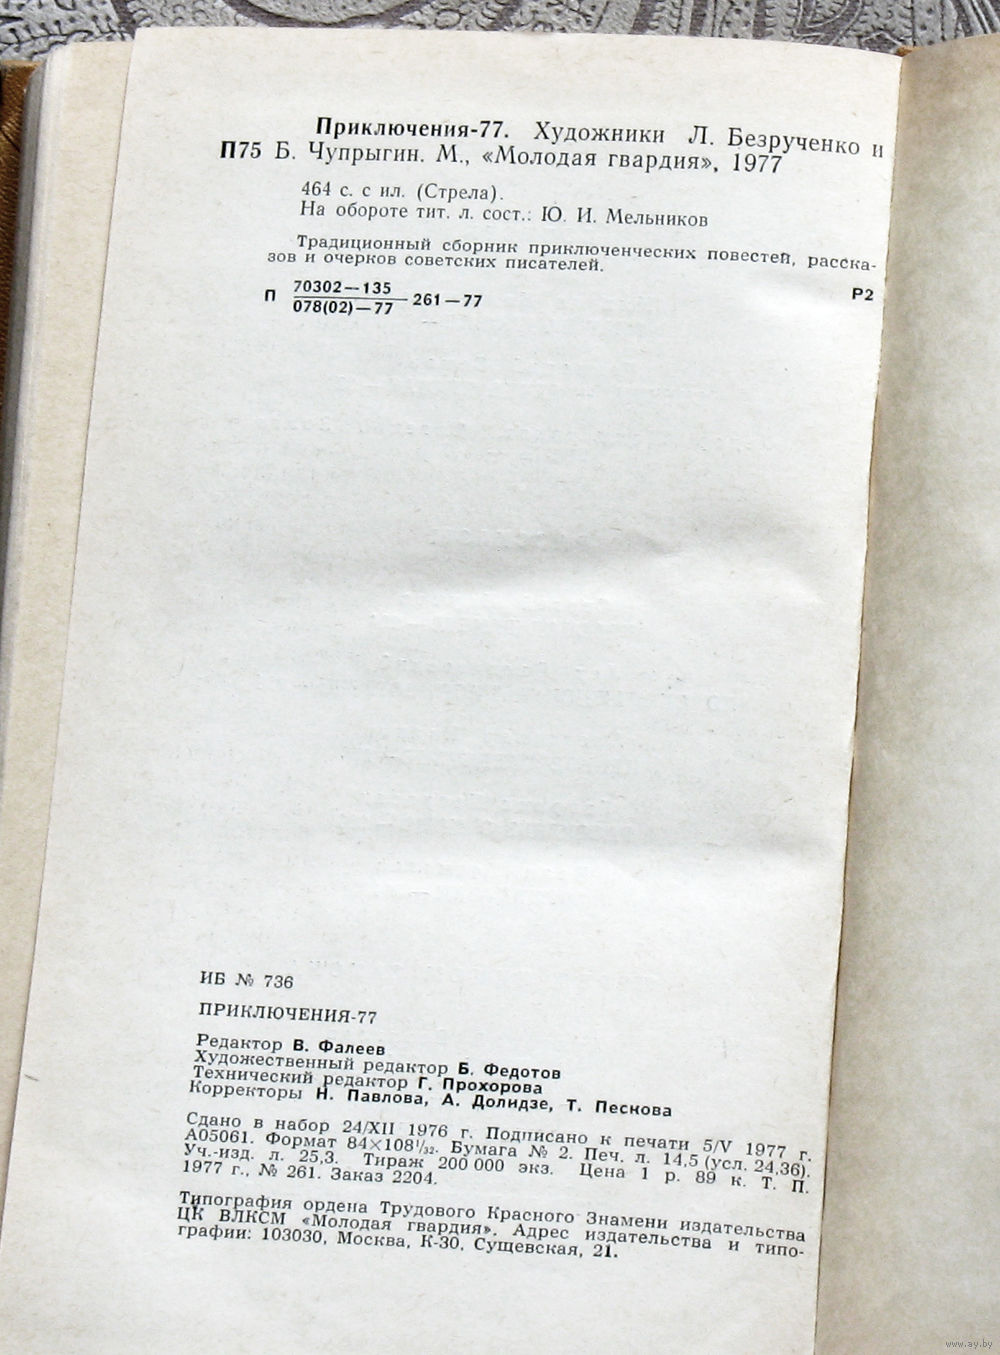 Приключения-77. Художники Л. Безрученко и
П75 Б. Чупрыгин. М., «Молодая гвардия», 1977
464 с. с ил. (Стрела).
На обороте тит. л. сост.: Ю. И. Мельников
Традиционный сборник приключенческих повестей, расска-
зов и очерков советских писателей.
70302—135
П 261—77 Р2
078(02)—77
ИБ № 736
ПРИКЛЮЧЕНИЯ-77
Редактор В. Фалеев
Художественный редактор Б. Федотов
Технический редактор Г. Прохорова
Корректоры Н. Павлова, А. Долидзе, Т. Пескова
Сдано в набор 24/XII 1976 г. Подписано к печати 5/V 1977 г.
А05061. Формат 84×108¹/₃₂. Бумага № 2. Печ. л. 14,5 (усл. 24,36).
Уч.-изд. л. 25,3. Тираж 200 000 экз. Цена 1 р. 89 к. Т. П.
1977 г., № 261. Заказ 2204.
Типография ордена Трудового Красного Знамени издательства
ЦК ВЛКСМ «Молодая гвардия». Адрес издательства и типо-
графии: 103030, Москва, К-30, Сущевская, 21.
www.ay.by